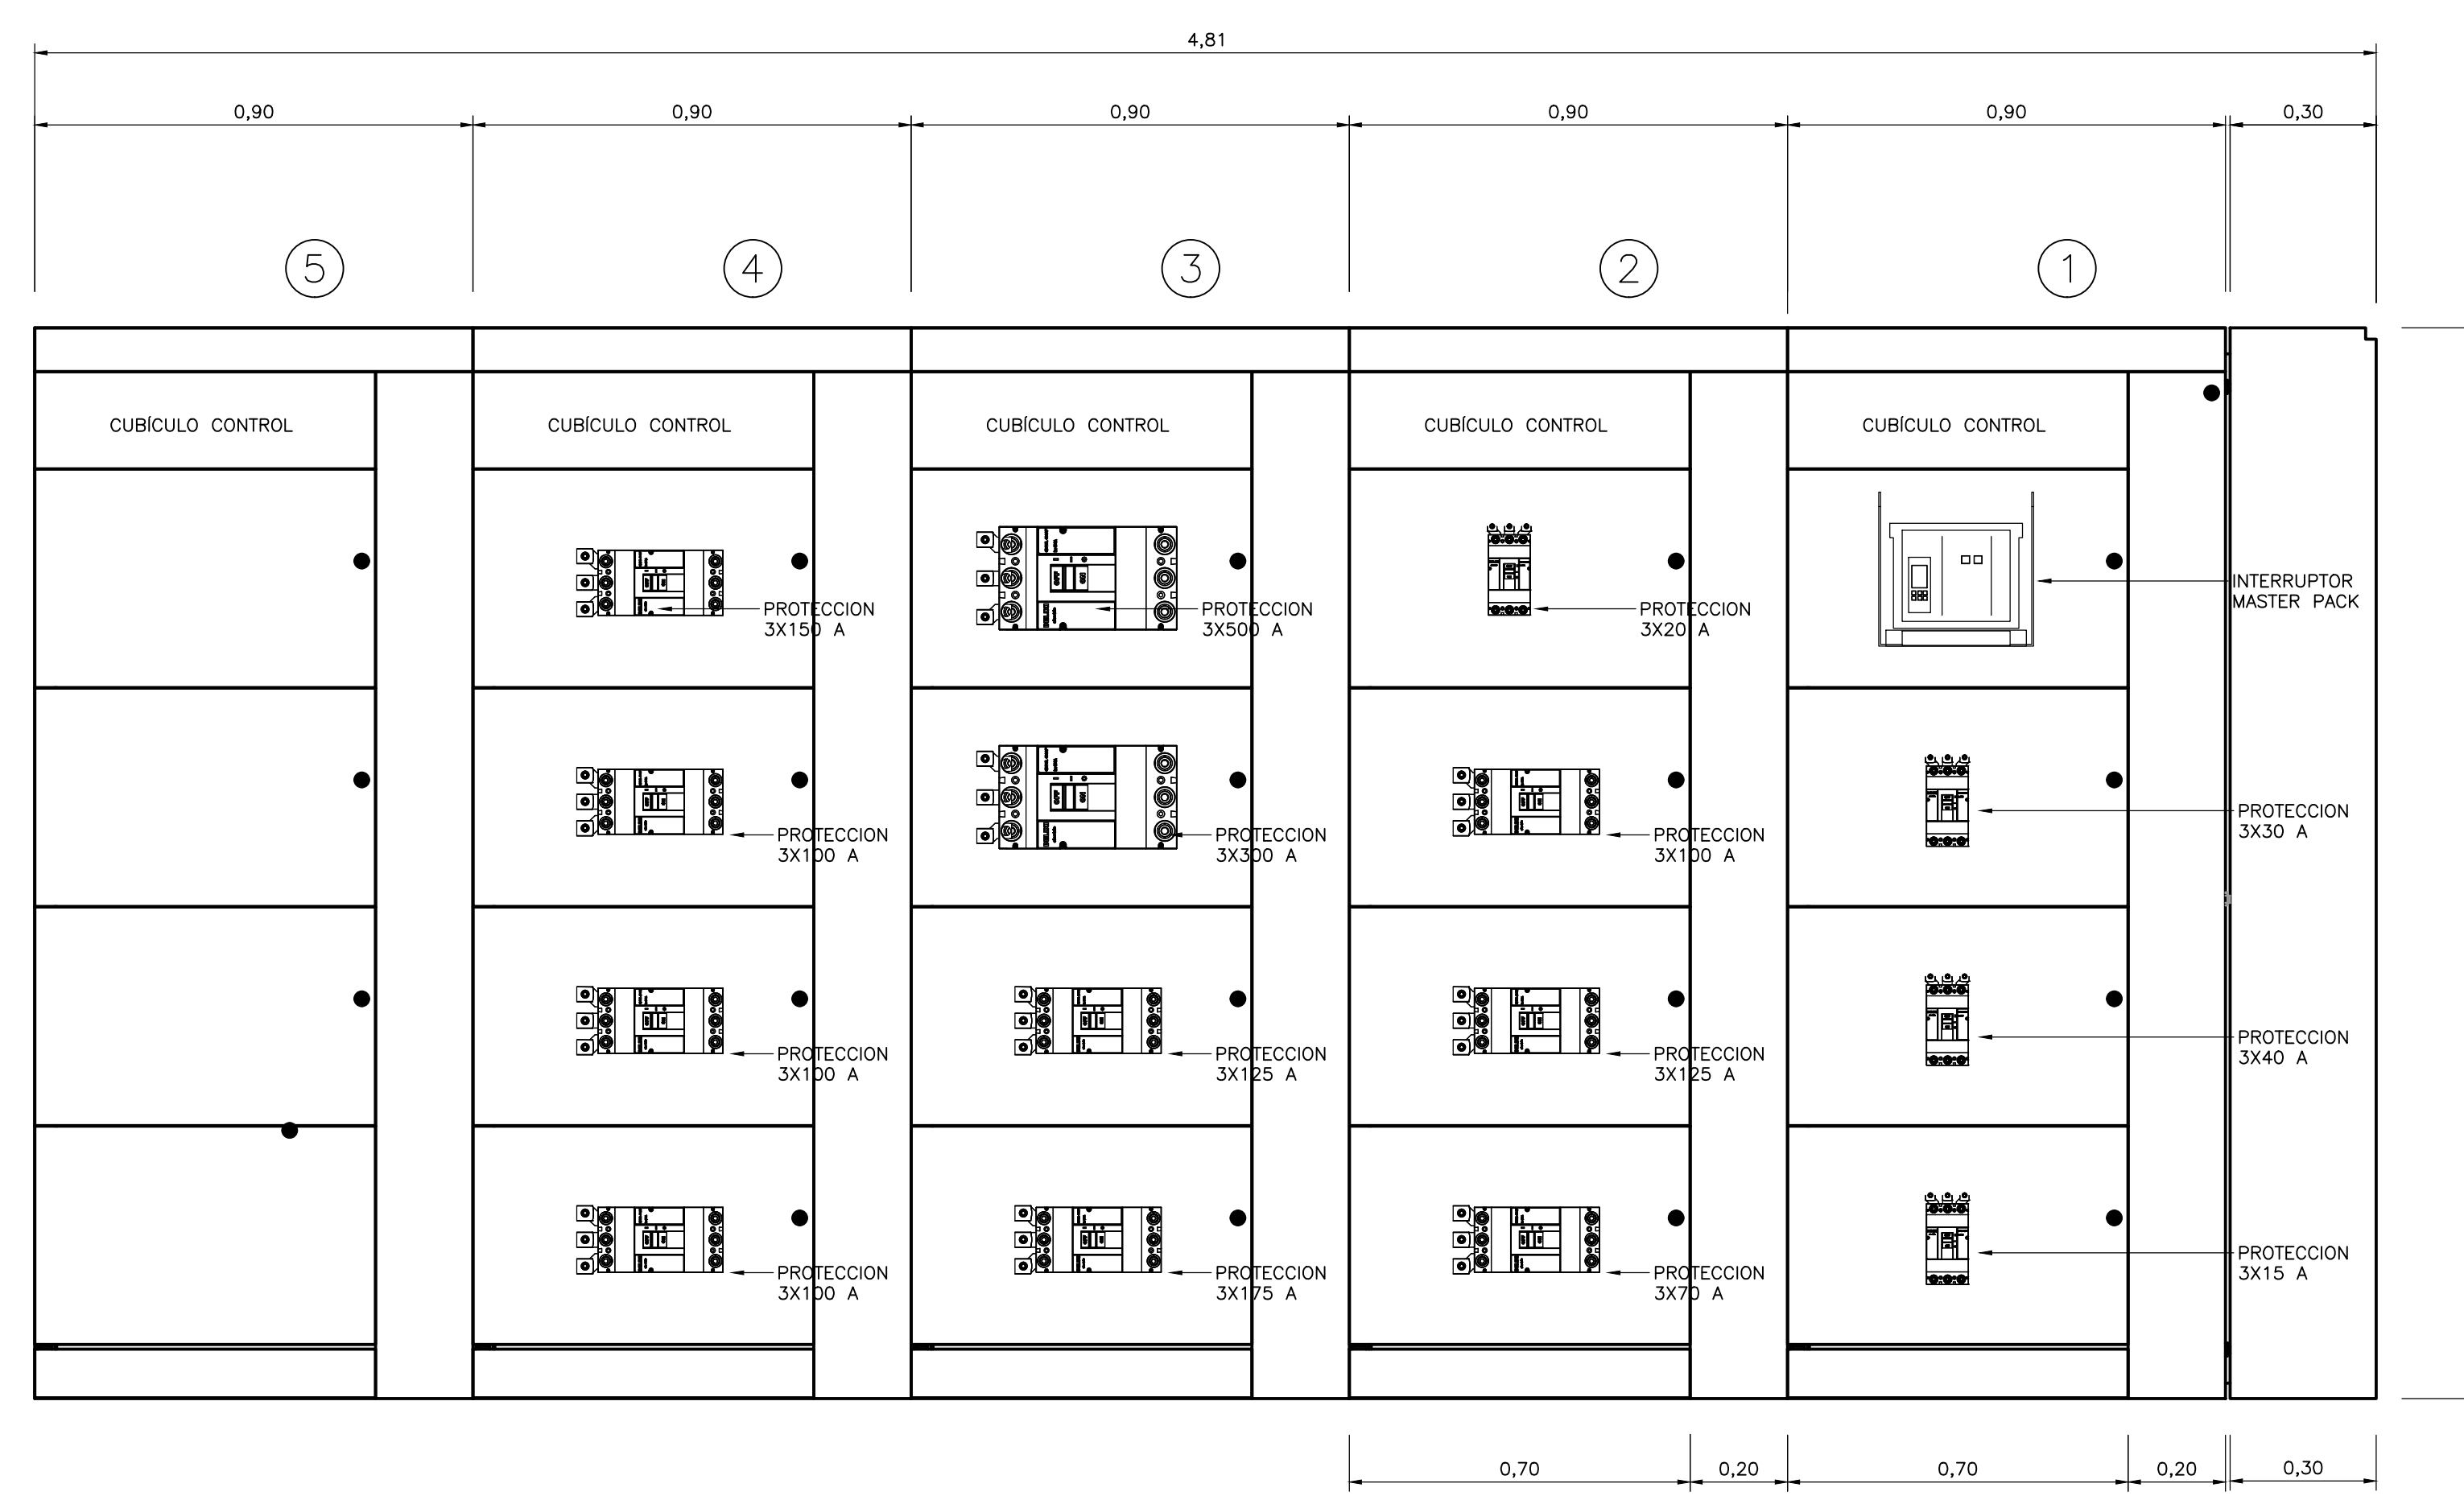 4,81
0,90
0,90
0,90
0,90
0,90
0,30
5
4
3
2
1
CUBÍCULO CONTROL
CUBÍCULO CONTROL
CUBÍCULO CONTROL
CUBÍCULO CONTROL
CUBÍCULO CONTROL
PROTECCION
3X150 A
PROTECCION
3X500 A
PROTECCION
3X20 A
INTERRUPTOR
MASTER PACK
PROTECCION
3X100 A
PROTECCION
3X300 A
PROTECCION
3X100 A
PROTECCION
3X30 A
PROTECCION
3X100 A
PROTECCION
3X125 A
PROTECCION
3X125 A
PROTECCION
3X40 A
PROTECCION
3X100 A
PROTECCION
3X175 A
PROTECCION
3X70 A
PROTECCION
3X15 A
0,70
0,20
0,70
0,20
0,30